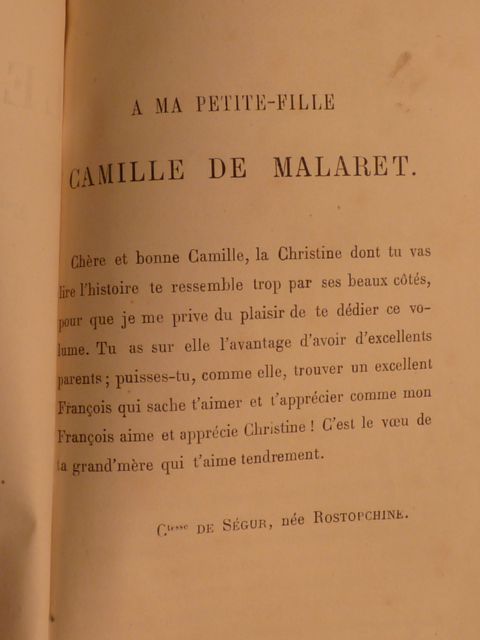 A MA PETITE-FILLE
CAMILLE DE MALARET.
Chère et bonne Camille, la Christine dont tu vas
lire l'histoire te ressemble trop par ses beaux côtés,
pour que je me prive du plaisir de te dédier ce vo-
lume. Tu as sur elle l'avantage d'avoir d'excellents
parents ; puisses-tu, comme elle, trouver un excellent
François qui sache t'aimer et t'apprécier comme mon
François aime et apprécie Christine ! C'est le vœu de
ta grand'mère qui t'aime tendrement.
Ctesse DE SÉGUR, née ROSTOPCHINE.